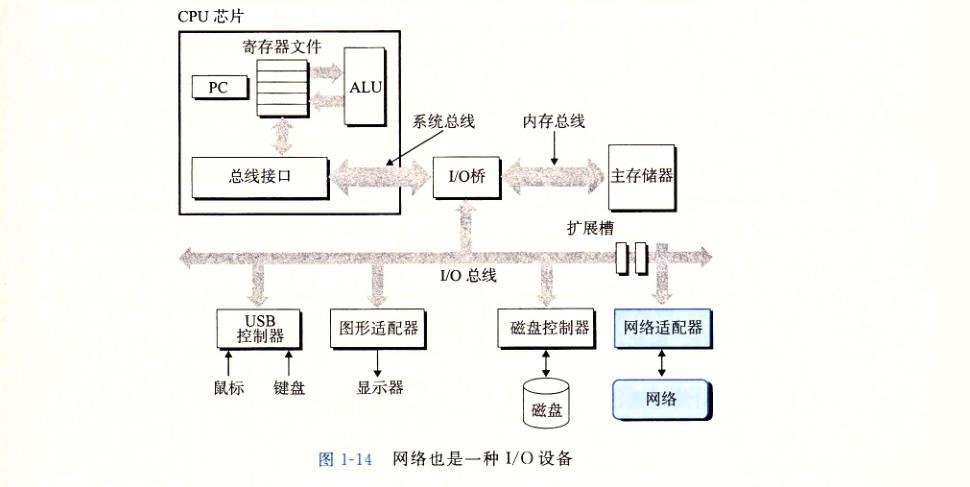 CPU 芯片
寄存器文件
PC
ALU
系统总线
内存总线
总线接口
I/O桥
主存储器
扩展槽
I/O 总线
USB
控制器
图形适配器
磁盘控制器
网络适配器
鼠标
键盘
显示器
磁盘
网络
图 1-14 网络也是一种 I/O 设备